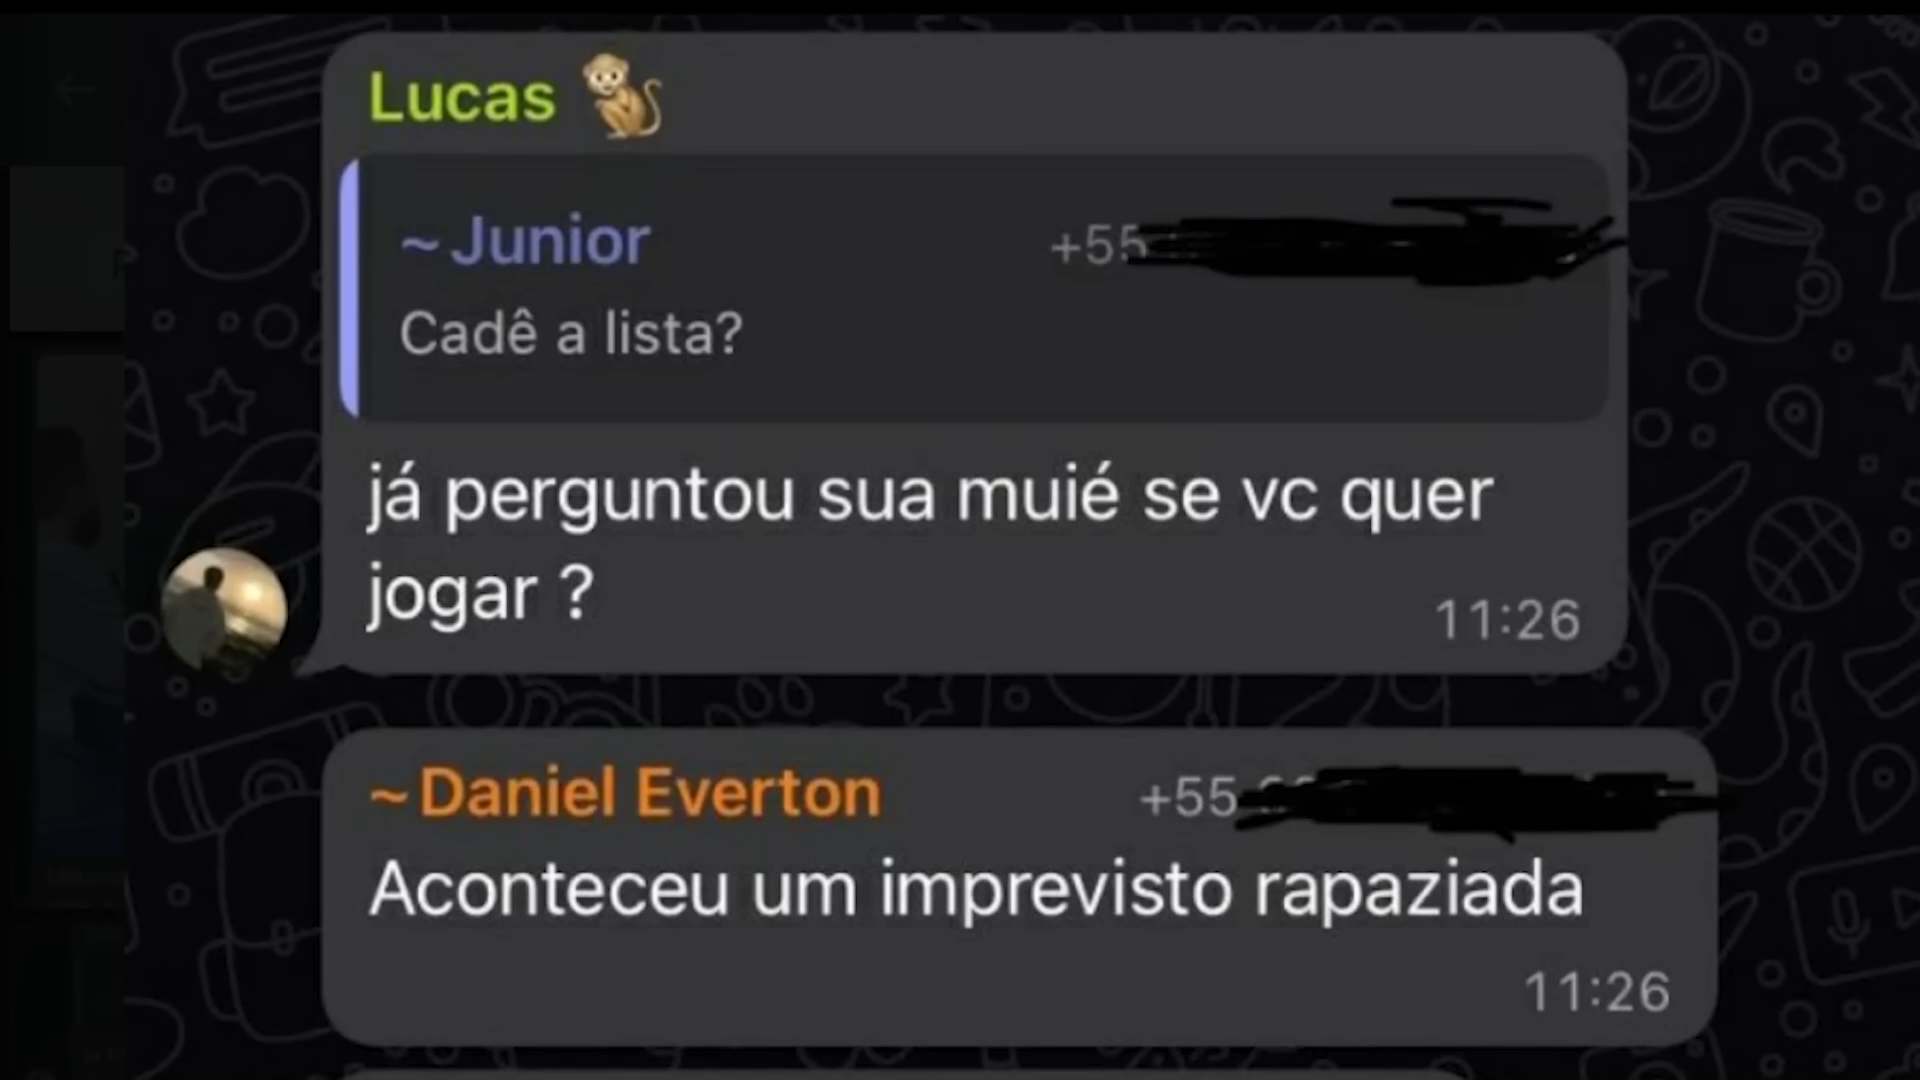 Lucas 🐒
~Junior +55
Cadê a lista?
já perguntou sua muié se vc quer
jogar ?
11:26
~Daniel Everton +55
Aconteceu um imprevisto rapaziada
11:26